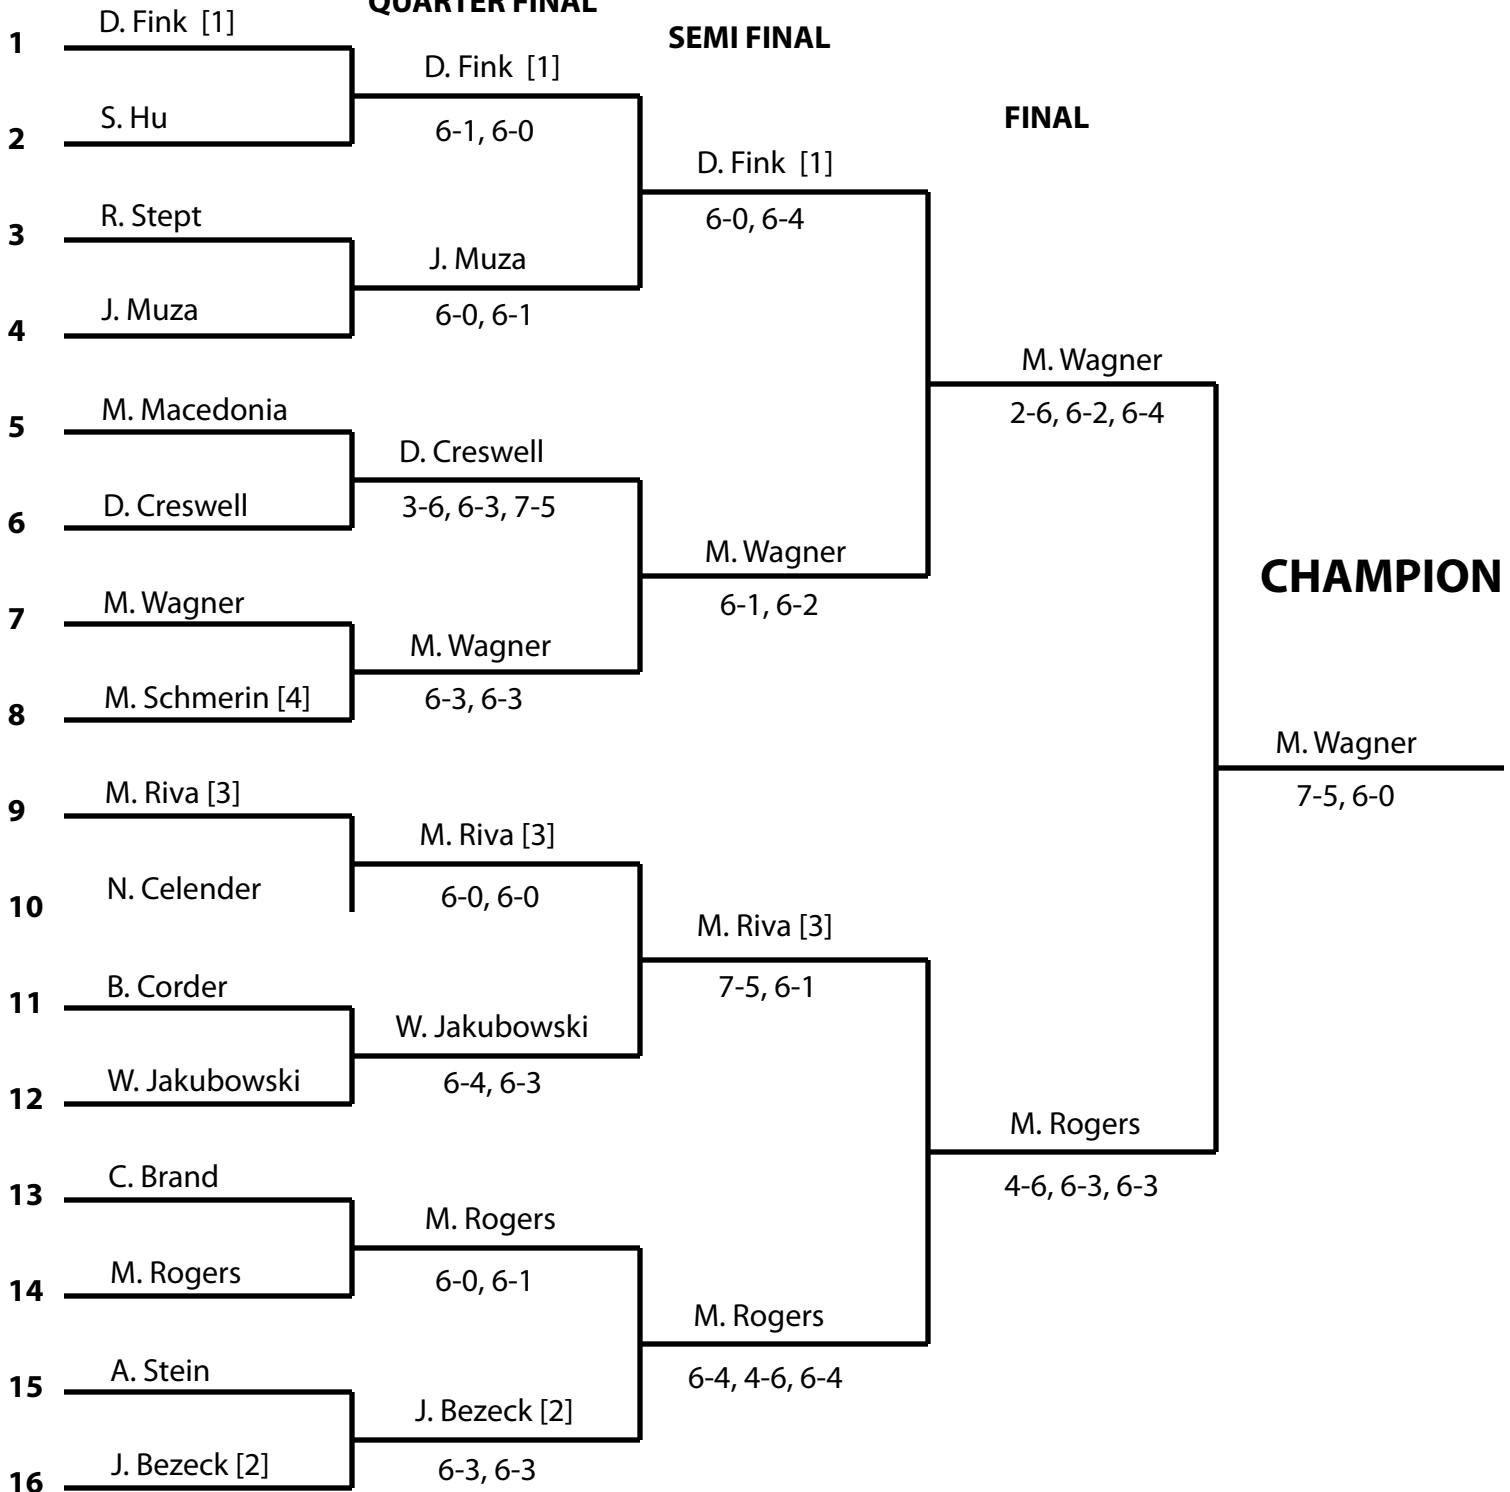 QUARTER FINAL
SEMI FINAL
FINAL
CHAMPION
1 D. Fink [1]
2 S. Hu
3 R. Stept
4 J. Muza
5 M. Macedonia
6 D. Creswell
7 M. Wagner
8 M. Schmerin [4]
9 M. Riva [3]
10 N. Celender
11 B. Corder
12 W. Jakubowski
13 C. Brand
14 M. Rogers
15 A. Stein
16 J. Bezeck [2]
D. Fink [1]
6-1, 6-0
J. Muza
6-0, 6-1
D. Creswell
3-6, 6-3, 7-5
M. Wagner
6-3, 6-3
M. Riva [3]
6-0, 6-0
W. Jakubowski
6-4, 6-3
M. Rogers
6-0, 6-1
J. Bezeck [2]
6-3, 6-3
D. Fink [1]
6-0, 6-4
M. Wagner
6-1, 6-2
M. Riva [3]
7-5, 6-1
M. Rogers
6-4, 4-6, 6-4
M. Wagner
2-6, 6-2, 6-4
M. Rogers
4-6, 6-3, 6-3
M. Wagner
7-5, 6-0